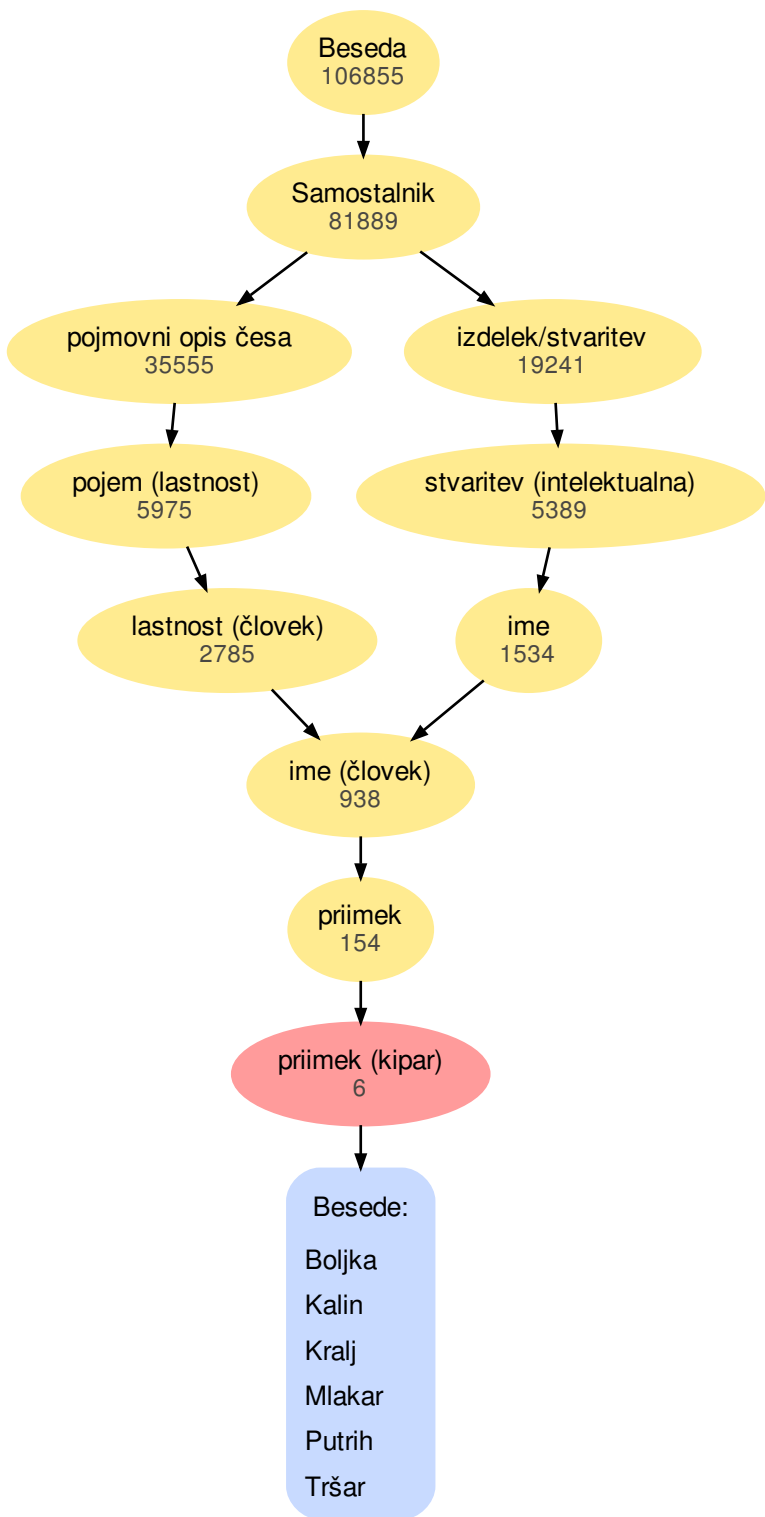 Beseda
106855
Samostalnik
81889
pojmovni opis česa
35555
izdelek/stvaritev
19241
pojem (lastnost)
5975
stvaritev (intelektualna)
5389
lastnost (človek)
2785
ime
1534
ime (človek)
938
priimek
154
priimek (kipar)
6
Besede:
Boljka
Kalin
Kralj
Mlakar
Putrih
Tršar